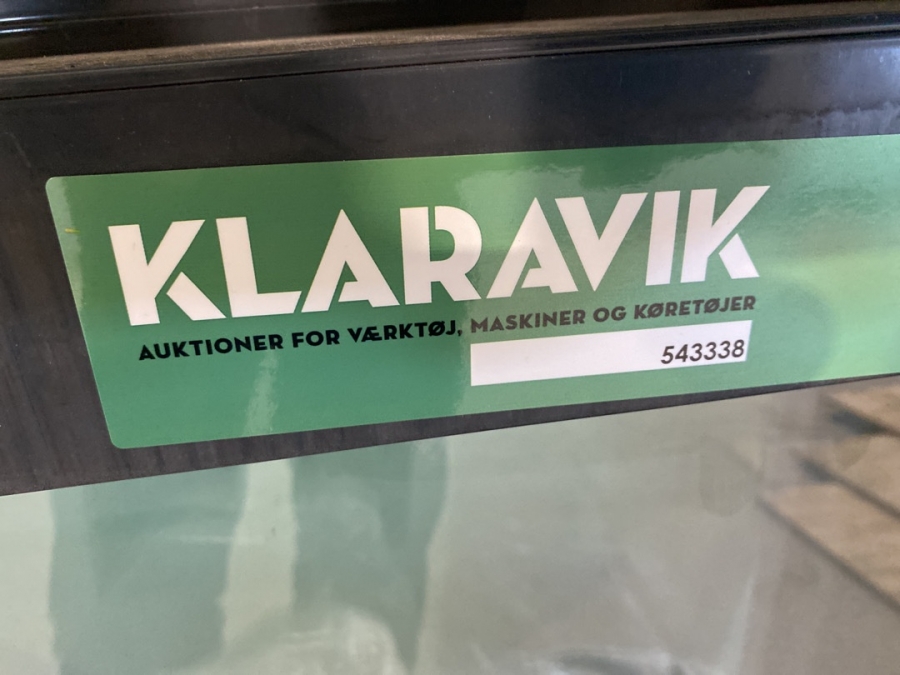 KLARAVIK
AUKTIONER FOR VÆRKTØJ, MASKINER OG KØRETØJER
543338